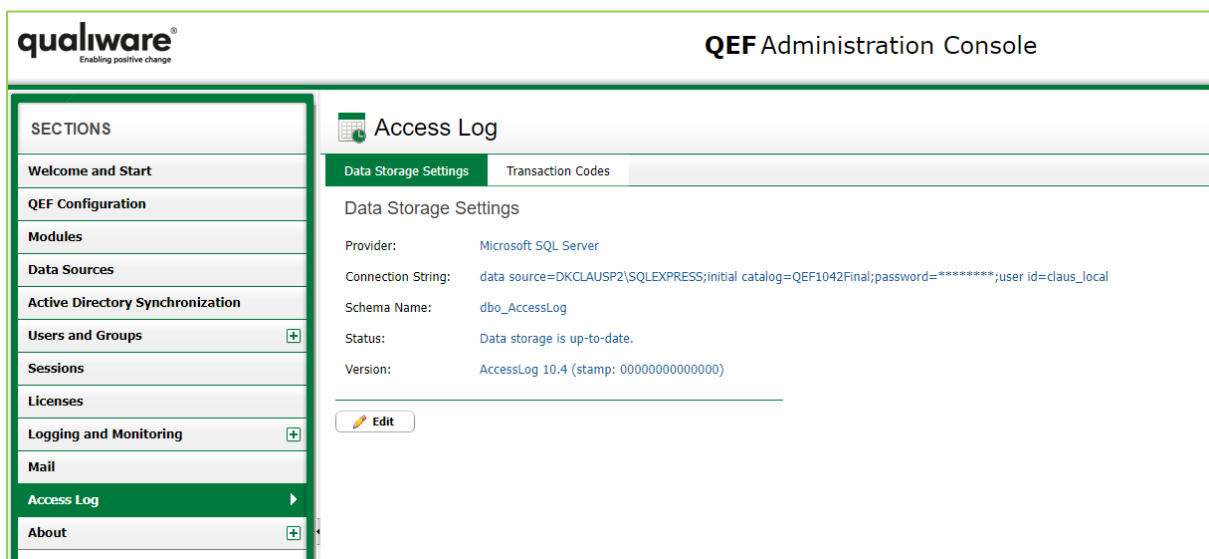 qualiware®
Enabling positive change
QEF Administration Console
SECTIONS
Welcome and Start
QEF Configuration
Modules
Data Sources
Active Directory Synchronization
Users and Groups
Sessions
Licenses
Logging and Monitoring
Mail
Access Log
About
Access Log
Data Storage Settings Transaction Codes
Data Storage Settings
Provider: Microsoft SQL Server
Connection String: data source=DKCLAUSP2\SQLEXPRESS;initial catalog=QEF1042Final;password=********;user id=claus_local
Schema Name: dbo_AccessLog
Status: Data storage is up-to-date.
Version: AccessLog 10.4 (stamp: 00000000000000)
Edit